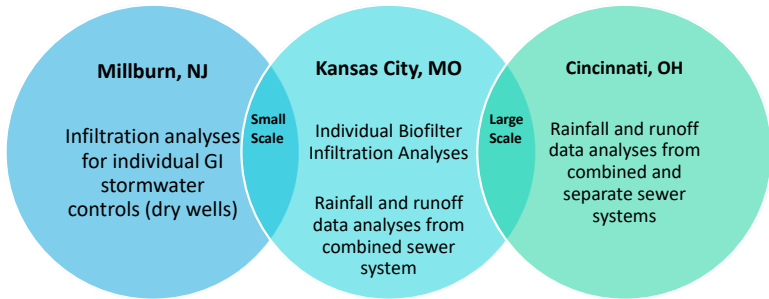 Millburn, NJ
Infiltration analyses
for individual GI
stormwater
controls (dry wells)
Small
Scale
Kansas City, MO
Individual Biofilter
Infiltration Analyses
Rainfall and runoff
data analyses from
combined sewer
system
Large
Scale
Cincinnati, OH
Rainfall and runoff
data analyses from
combined and
separate sewer
systems